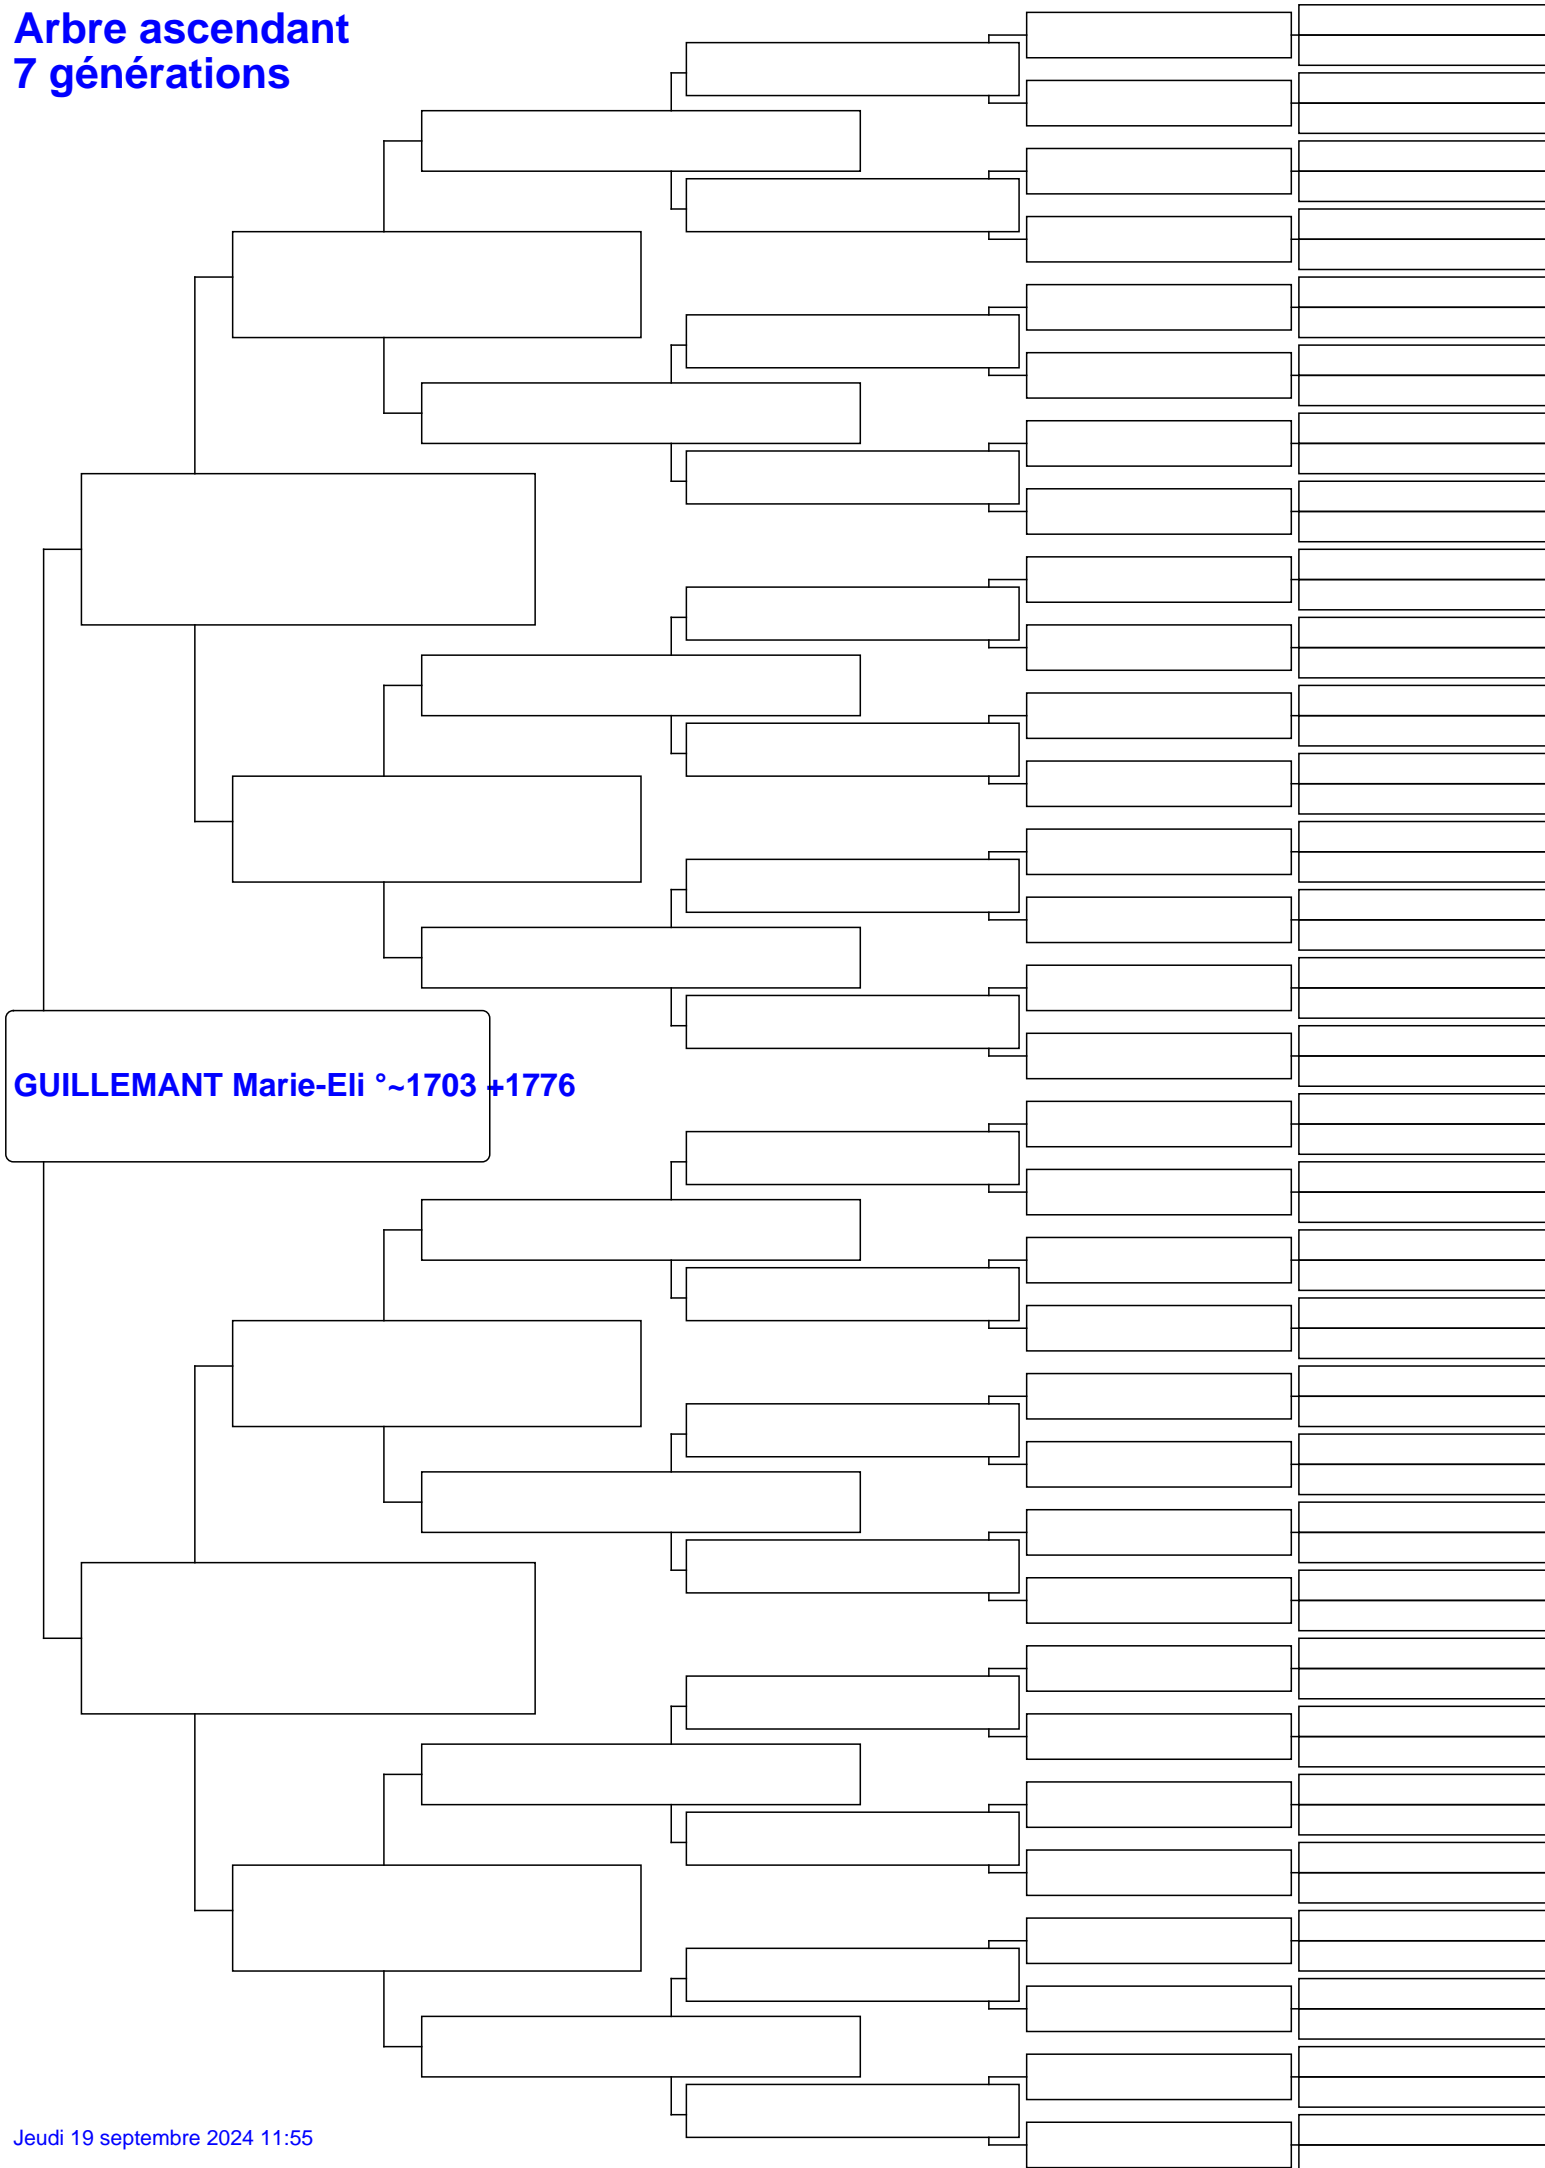 Arbre ascendant
7 générations
GUILLEMANT Marie-Eli °~1703 +1776
Jeudi 19 septembre 2024 11:55